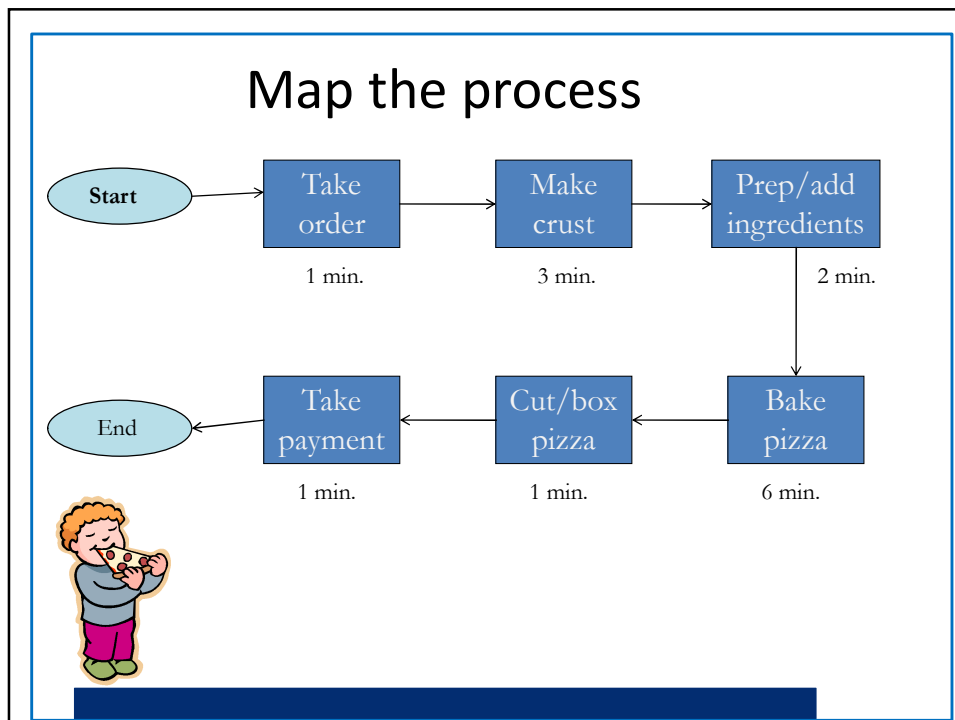 Map the process
Start
Take
order
1 min.
Make
crust
3 min.
Prep/add
ingredients
2 min.
Bake
pizza
6 min.
Cut/box
pizza
1 min.
Take
payment
1 min.
End